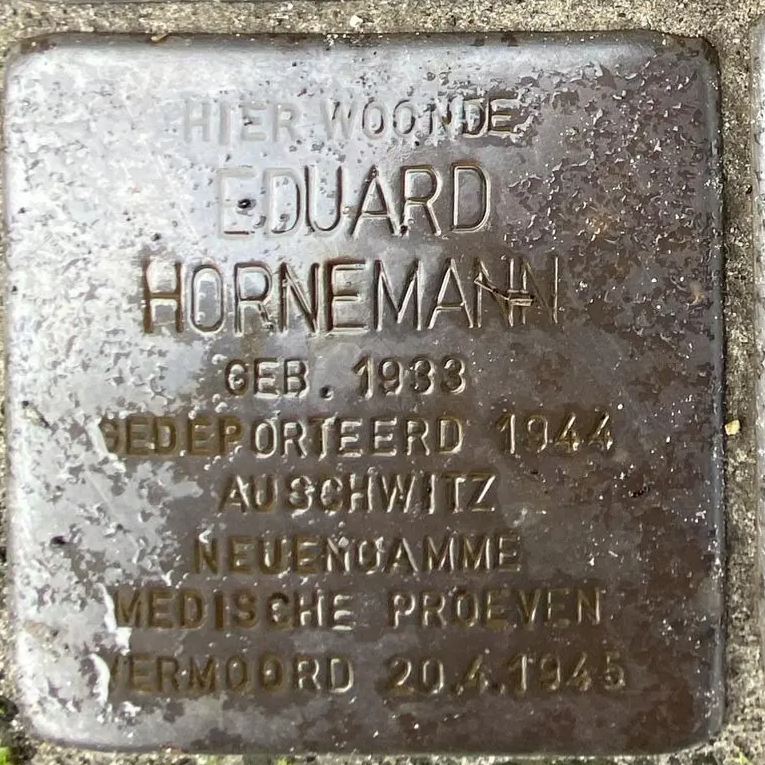 HIER WOONDE
EDUARD
HORNEMANN
GEB. 1933
GEDEPORTEERD 1944
AUSCHWITZ
NEUENGAMME
MEDISCHE PROEVEN
VERMOORD 20.4.1945